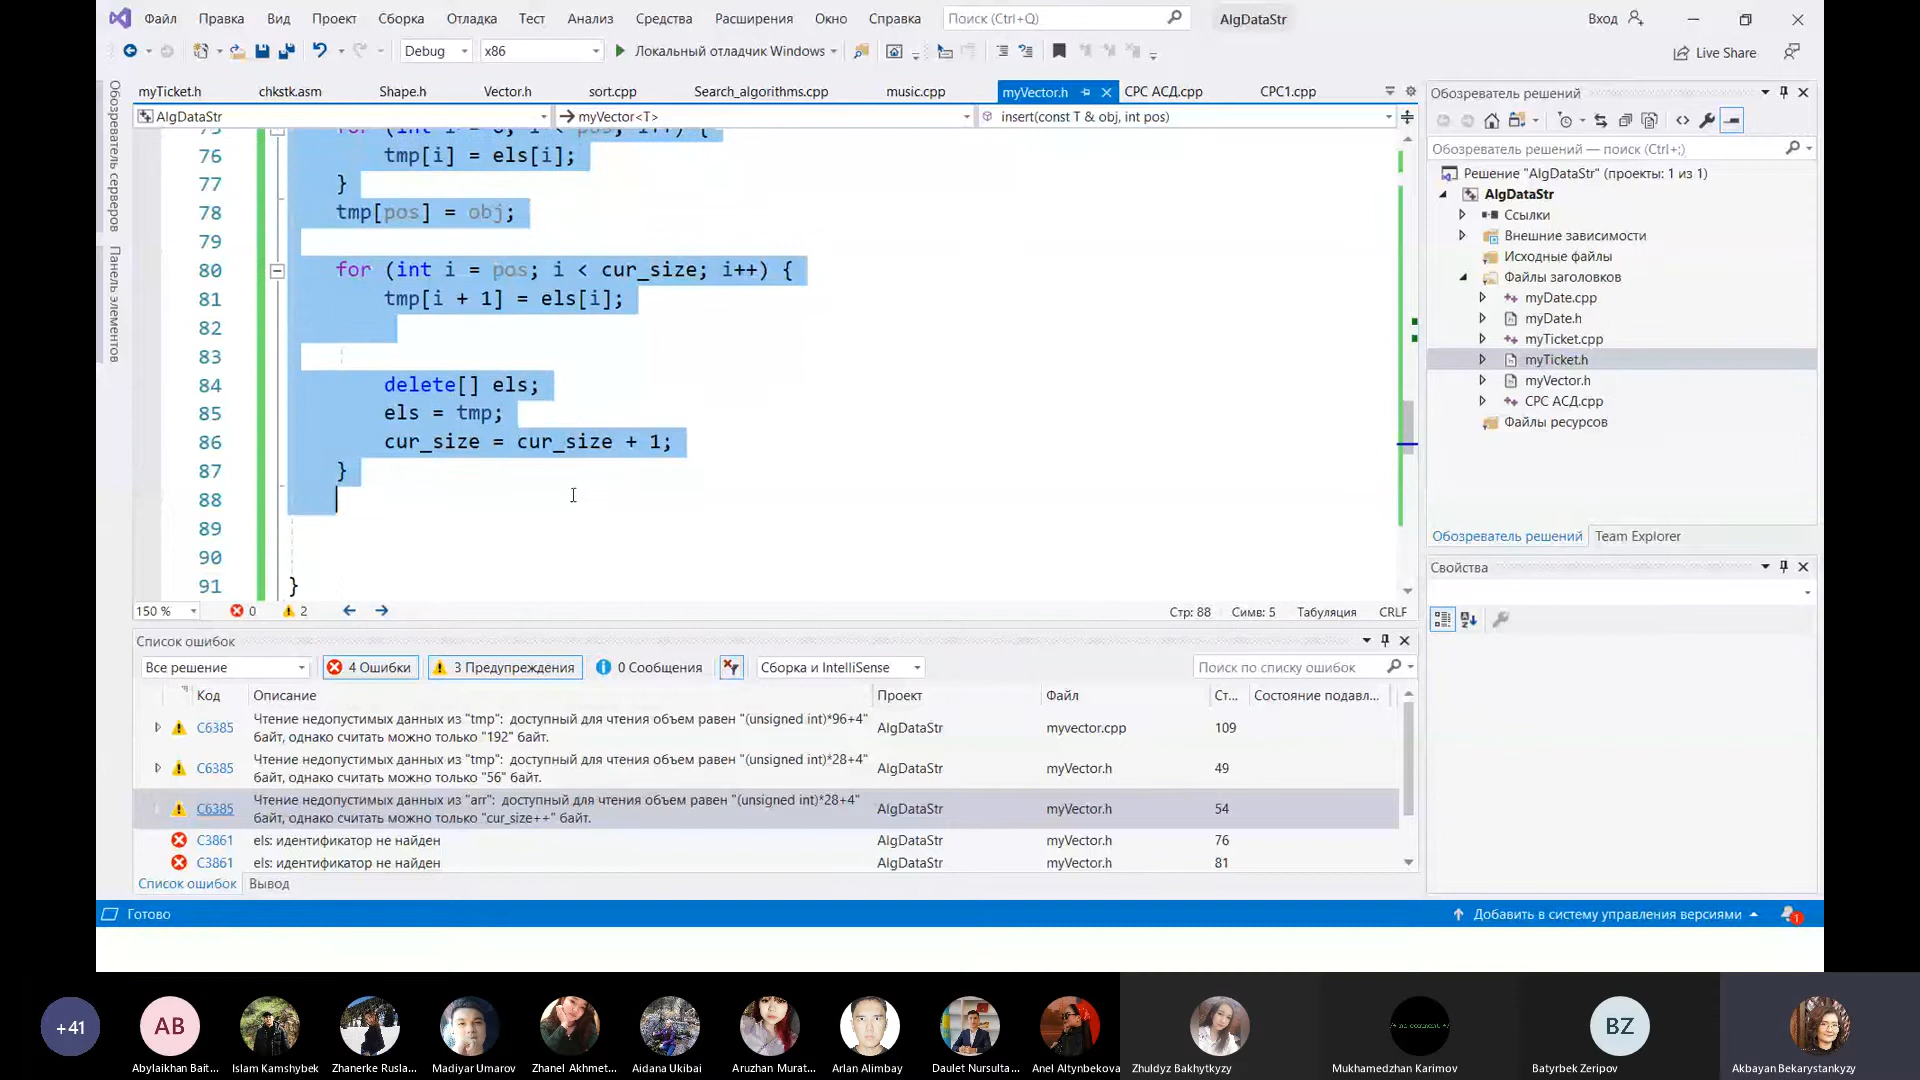 Файл Правка Вид Проект Сборка Отладка Тест Анализ Средства Расширения Окно Справка Поиск (Ctrl+Q) AlgDataStr Вход
Debug x86 Локальный отладчик Windows Live Share
myTicket.h chkstk.asm Shape.h Vector.h sort.cpp Search_algorithms.cpp music.cpp myVector.h СРС АСД.cpp СРС1.cpp
AlgDataStr myVector<T> insert(const T & obj, int pos)
Обозреватель серверов
Панель элементов
75 for (int i = 0; i < pos; i++) {
76 tmp[i] = els[i];
77 }
78 tmp[pos] = obj;
79
80 for (int i = pos; i < cur_size; i++) {
81 tmp[i + 1] = els[i];
82
83
84 delete[] els;
85 els = tmp;
86 cur_size = cur_size + 1;
87 }
88
89
90
91 }
150 % 0 2 Стр: 88 Симв: 5 Табуляция CRLF
Список ошибок
Все решение 4 Ошибки 3 Предупреждения 0 Сообщения Сборка и IntelliSense Поиск по списку ошибок
Код Описание Проект Файл Ст... Состояние подавл...
C6385 Чтение недопустимых данных из "tmp": доступный для чтения объем равен "(unsigned int)*96+4" AlgDataStr myvector.cpp 109
байт, однако считать можно только "192" байт.
C6385 Чтение недопустимых данных из "tmp": доступный для чтения объем равен "(unsigned int)*28+4" AlgDataStr myVector.h 49
байт, однако считать можно только "56" байт.
C6385 Чтение недопустимых данных из "arr": доступный для чтения объем равен "(unsigned int)*28+4" AlgDataStr myVector.h 54
байт, однако считать можно только "cur_size++" байт.
C3861 els: идентификатор не найден AlgDataStr myVector.h 76
C3861 els: идентификатор не найден AlgDataStr myVector.h 81
Список ошибок Вывод
Обозреватель решений
Обозреватель решений — поиск (Ctrl+;)
Решение "AlgDataStr" (проекты: 1 из 1)
AlgDataStr
Ссылки
Внешние зависимости
Исходные файлы
Файлы заголовков
myDate.cpp
myDate.h
myTicket.cpp
myTicket.h
myVector.h
СРС АСД.cpp
Файлы ресурсов
Обозреватель решений Team Explorer
Свойства
Готово Добавить в систему управления версиями 1
+41 AB BZ
Abylaikhan Bait... Islam Kamshybek Zhanerke Rusla... Madiyar Umarov Zhanel Akhmet... Aidana Ukibai Aruzhan Murat... Arlan Alimbay Daulet Nursulta... Anel Altynbekova Zhuldyz Bakhytkyzy Mukhamedzhan Karimov Batyrbek Zeripov Akbayan Bekarystankyzy